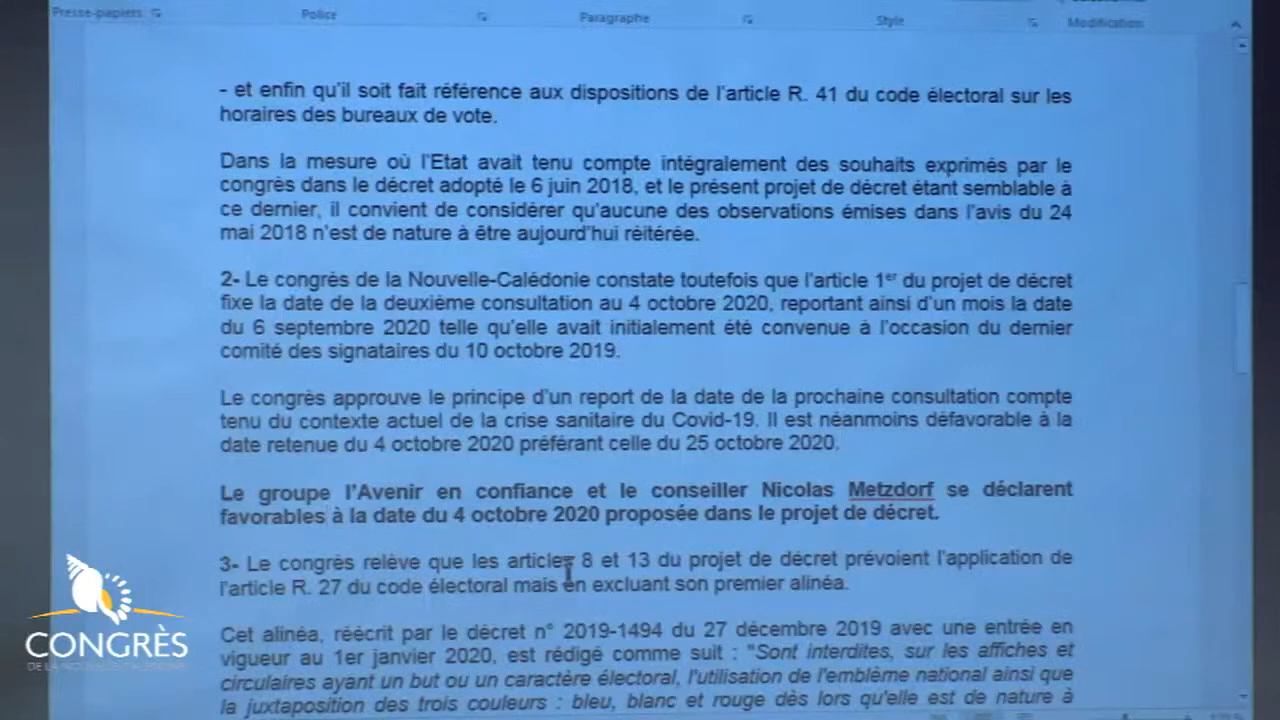 Presse-papiers Police Paragraphe Style Modification
- et enfin qu'il soit fait référence aux dispositions de l'article R. 41 du code électoral sur les
horaires des bureaux de vote.
Dans la mesure où l'Etat avait tenu compte intégralement des souhaits exprimés par le
congrès dans le décret adopté le 6 juin 2018, et le présent projet de décret étant semblable à
ce dernier, il convient de considérer qu'aucune des observations émises dans l'avis du 24
mai 2018 n'est de nature à être aujourd'hui réitérée.
2- Le congrès de la Nouvelle-Calédonie constate toutefois que l'article 1er du projet de décret
fixe la date de la deuxième consultation au 4 octobre 2020, reportant ainsi d'un mois la date
du 6 septembre 2020 telle qu'elle avait initialement été convenue à l'occasion du dernier
comité des signataires du 10 octobre 2019.
Le congrès approuve le principe d'un report de la date de la prochaine consultation compte
tenu du contexte actuel de la crise sanitaire du Covid-19. Il est néanmoins défavorable à la
date retenue du 4 octobre 2020 préférant celle du 25 octobre 2020.
Le groupe l'Avenir en confiance et le conseiller Nicolas Metzdorf se déclarent
favorables à la date du 4 octobre 2020 proposée dans le projet de décret.
3- Le congrès relève que les articles 8 et 13 du projet de décret prévoient l'application de
l'article R. 27 du code électoral mais en excluant son premier alinéa.
Cet alinéa, réécrit par le décret n° 2019-1494 du 27 décembre 2019 avec une entrée en
vigueur au 1er janvier 2020, est rédigé comme suit : "Sont interdites, sur les affiches et
circulaires ayant un but ou un caractère électoral, l'utilisation de l'emblème national ainsi que
la juxtaposition des trois couleurs : bleu, blanc et rouge dès lors qu'elle est de nature à
CONGRÈS
DE LA NOUVELLE-CALÉDONIE